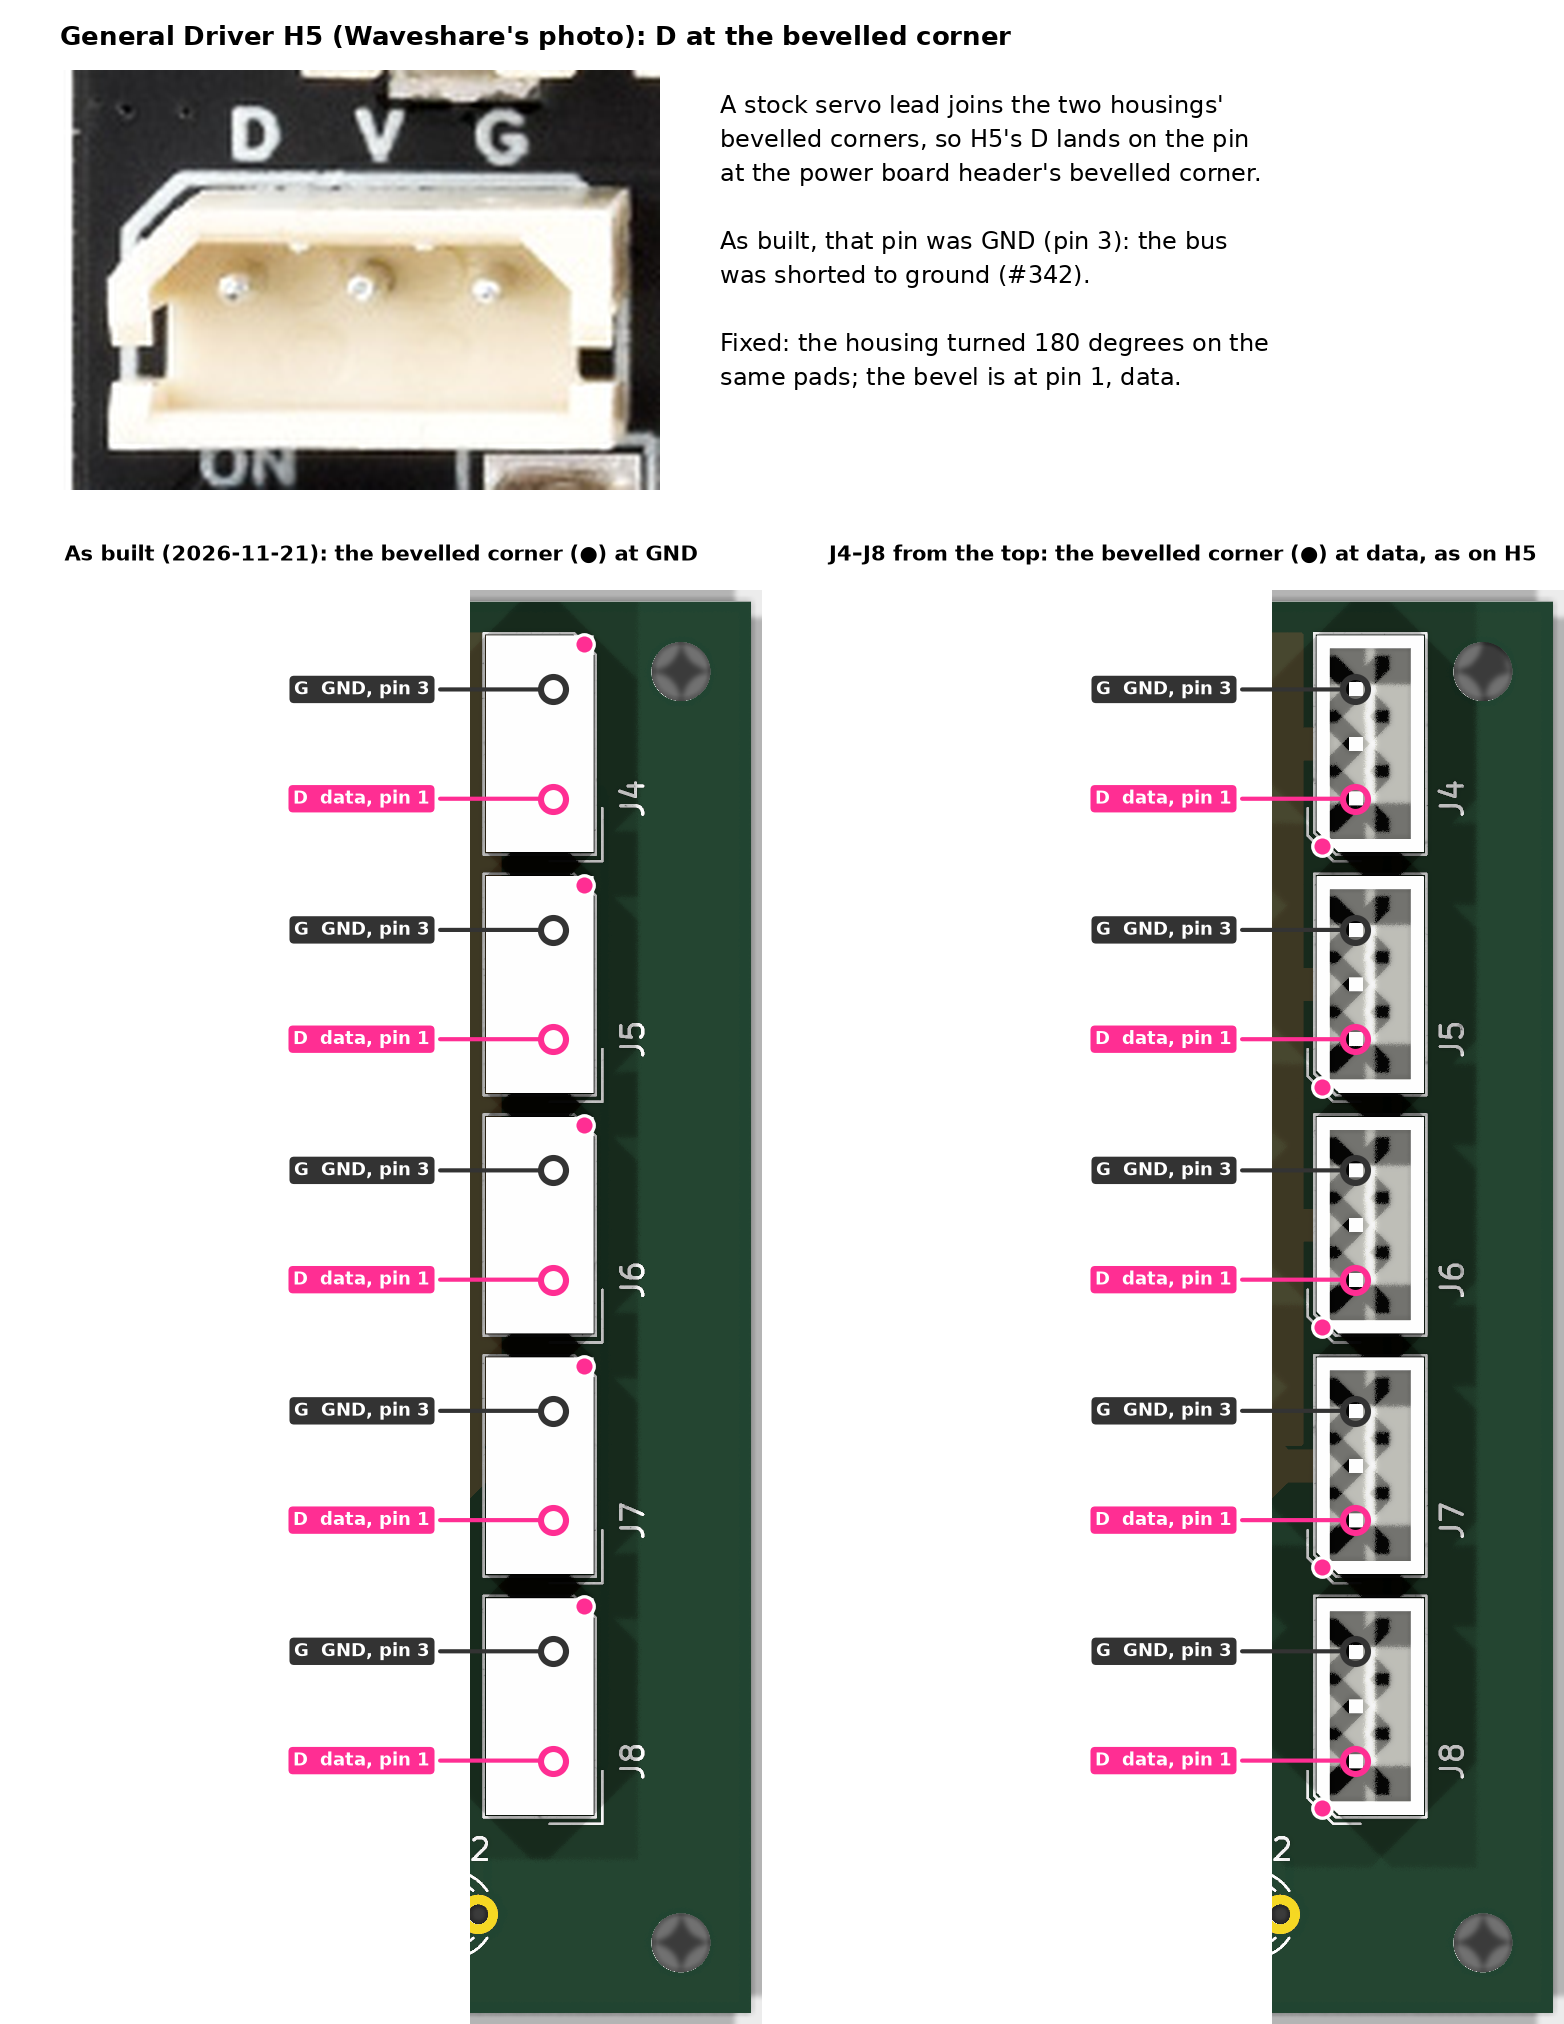 General Driver H5 (Waveshare's photo): D at the bevelled corner
D V G
ON
A stock servo lead joins the two housings'
bevelled corners, so H5's D lands on the pin
at the power board header's bevelled corner.
As built, that pin was GND (pin 3): the bus
was shorted to ground (#342).
Fixed: the housing turned 180 degrees on the
same pads; the bevel is at pin 1, data.
As built (2026-11-21): the bevelled corner (●) at GND
G GND, pin 3
D data, pin 1
J4
G GND, pin 3
D data, pin 1
J5
G GND, pin 3
D data, pin 1
J6
G GND, pin 3
D data, pin 1
J7
G GND, pin 3
D data, pin 1
J8
2
J4–J8 from the top: the bevelled corner (●) at data, as on H5
G GND, pin 3
D data, pin 1
J4
G GND, pin 3
D data, pin 1
J5
G GND, pin 3
D data, pin 1
J6
G GND, pin 3
D data, pin 1
J7
G GND, pin 3
D data, pin 1
J8
2